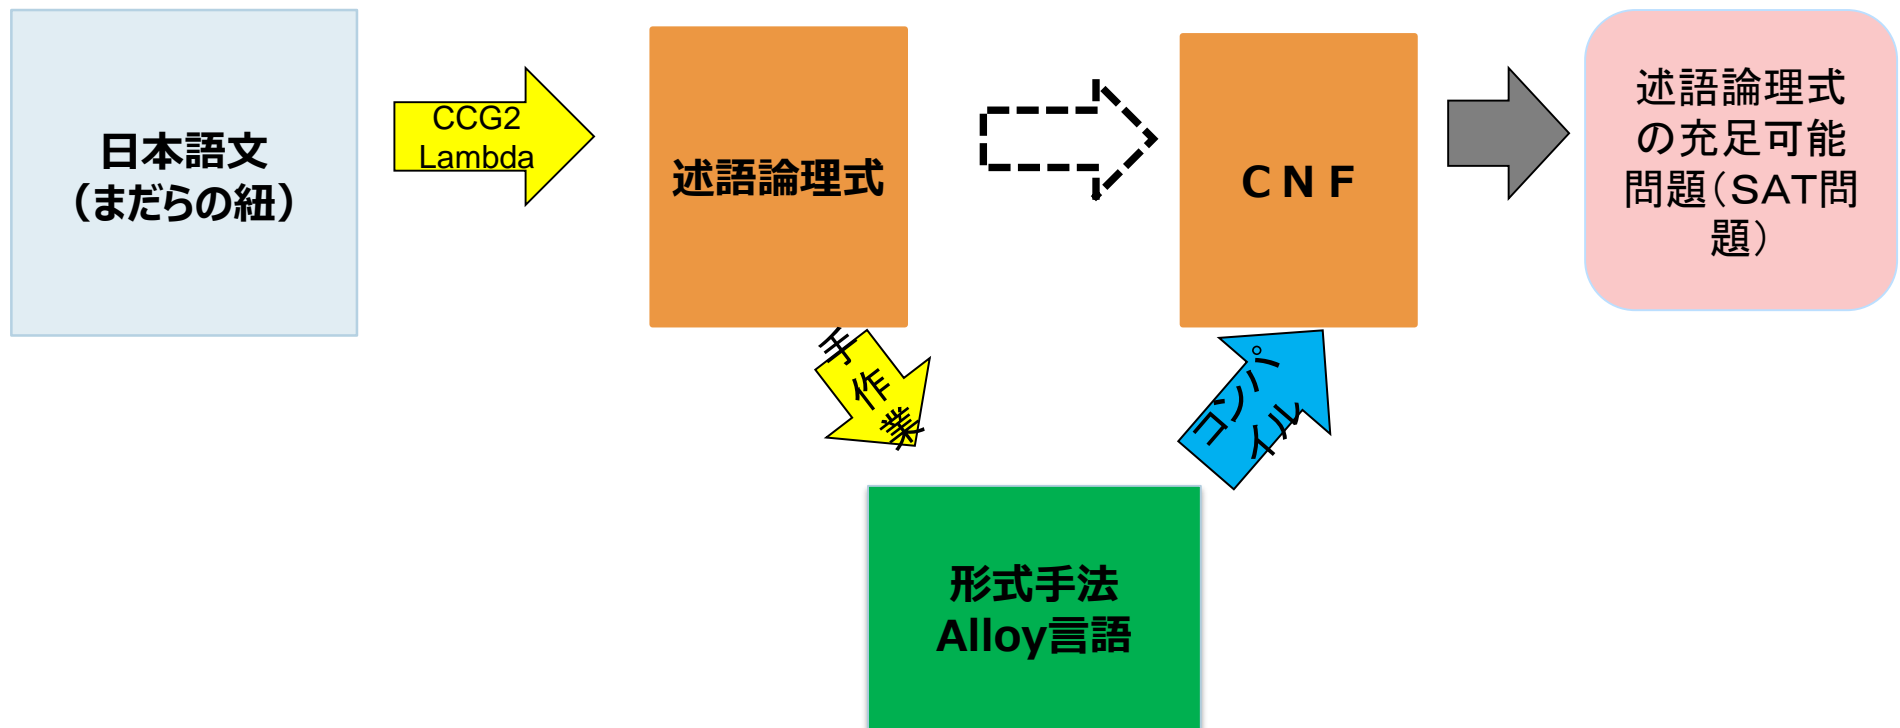 日本語文
（まだらの紐）
CCG2
Lambda
述語論理式
ＣＮＦ
述語論理式
の充足可能
問題（SAT問
題）
手
作
業
コンパ
イル
形式手法
Alloy言語